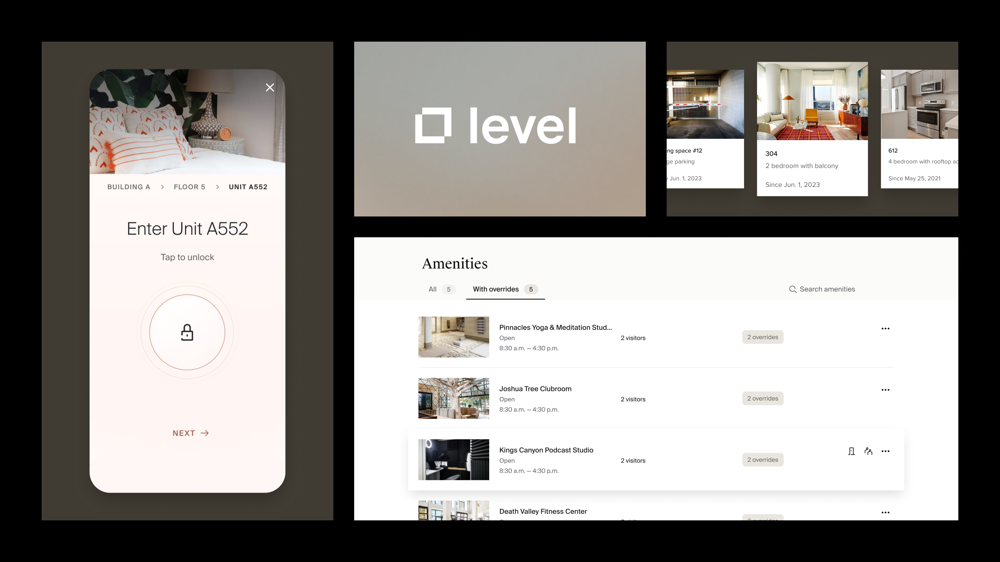 BUILDING A > FLOOR 5 > UNIT A552
Enter Unit A552
Tap to unlock
NEXT →
level
ng space #12
ge parking
Jun. 1, 2023
304
2 bedroom with balcony
Since Jun. 1, 2023
612
4 bedroom with rooftop
Since May 25, 2021
Amenities
All 5
With overrides 5
Search amenities
Pinnacles Yoga & Meditation Stud...
Open
8:30 a.m. — 4:30 p.m.
2 visitors
2 overrides
Joshua Tree Clubroom
Open
8:30 a.m. — 4:30 p.m.
2 visitors
2 overrides
Kings Canyon Podcast Studio
Open
8:30 a.m. — 4:30 p.m.
2 visitors
2 overrides
Death Valley Fitness Center